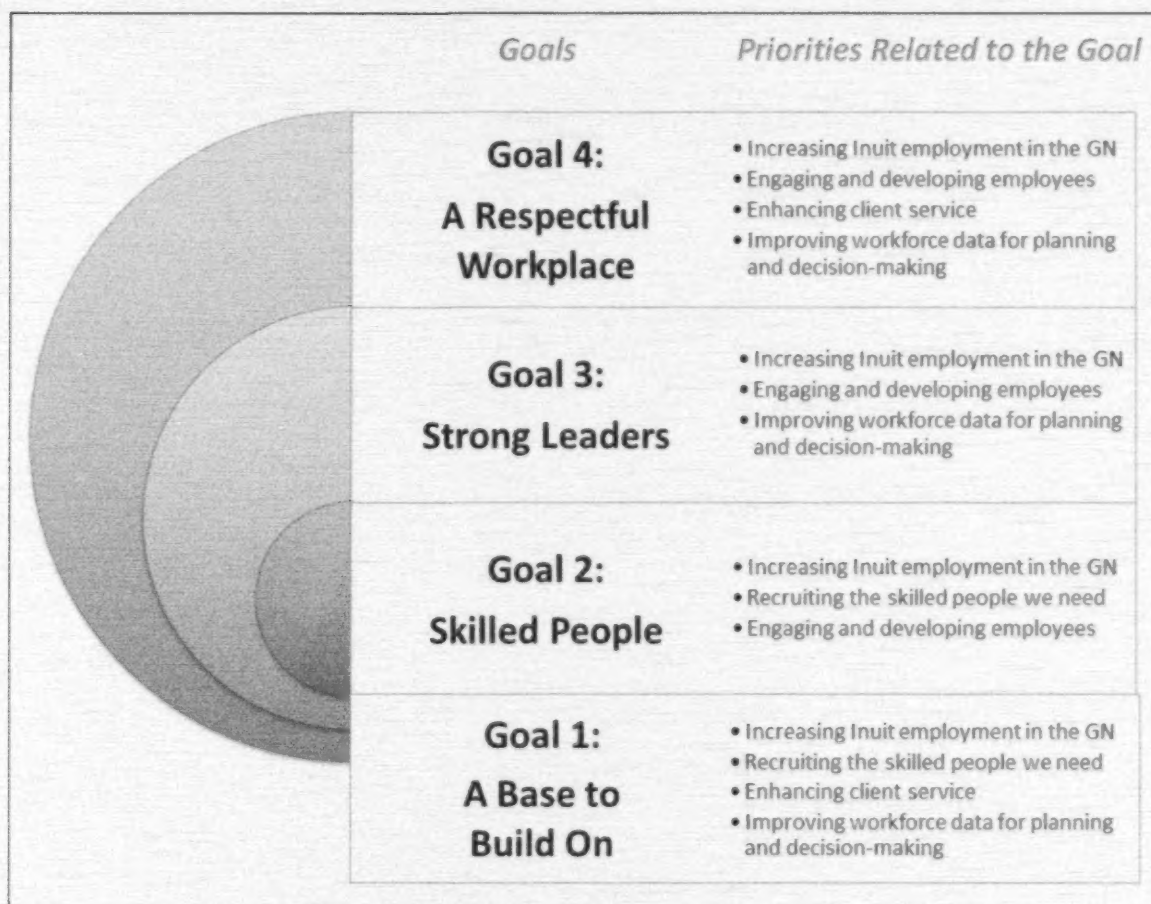 Goals
Priorities Related to the Goal
Goal 4:
A Respectful
Workplace
• Increasing Inuit employment in the GN
• Engaging and developing employees
• Enhancing client service
• Improving workforce data for planning
and decision-making
Goal 3:
Strong Leaders
• Increasing Inuit employment in the GN
• Engaging and developing employees
• Improving workforce data for planning
and decision-making
Goal 2:
Skilled People
• Increasing Inuit employment in the GN
• Recruiting the skilled people we need
• Engaging and developing employees
Goal 1:
A Base to
Build On
• Increasing Inuit employment in the GN
• Recruiting the skilled people we need
• Enhancing client service
• Improving workforce data for planning
and decision-making